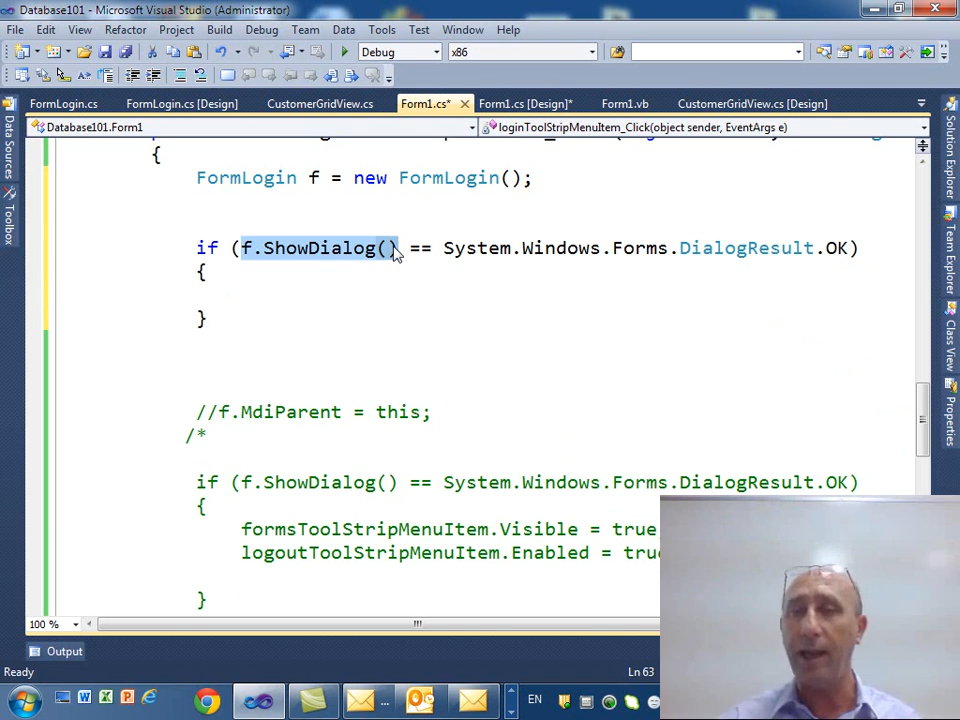 Database101 - Microsoft Visual Studio (Administrator)
File Edit View Refactor Project Build Debug Team Data Tools Test Window Help
Debug x86
FormLogin.cs FormLogin.cs [Design] CustomerGridView.cs Form1.cs* Form1.cs [Design]* Form1.vb CustomerGridView.cs [Design]
Database101.Form1 loginToolStripMenuItem_Click(object sender, EventArgs e)
{
FormLogin f = new FormLogin();
if (f.ShowDialog() == System.Windows.Forms.DialogResult.OK)
{
}
//f.MdiParent = this;
/*
if (f.ShowDialog() == System.Windows.Forms.DialogResult.OK)
{
formsToolStripMenuItem.Visible = true
logoutToolStripMenuItem.Enabled = tru
}
Data Sources
Toolbox
Solution Explorer
Team Explorer
Class View
Properties
100 %
Output
Ready Ln 63
EN